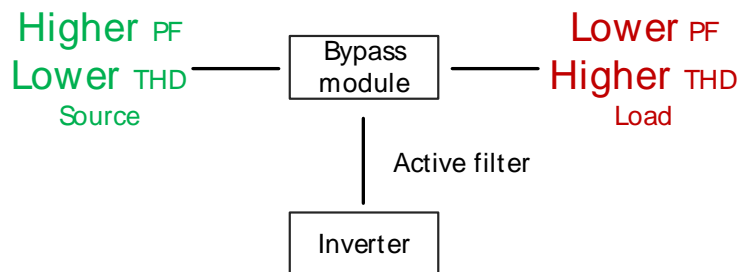 Higher PF
Lower THD
Source
Bypass
module
Lower PF
Higher THD
Load
Active filter
Inverter